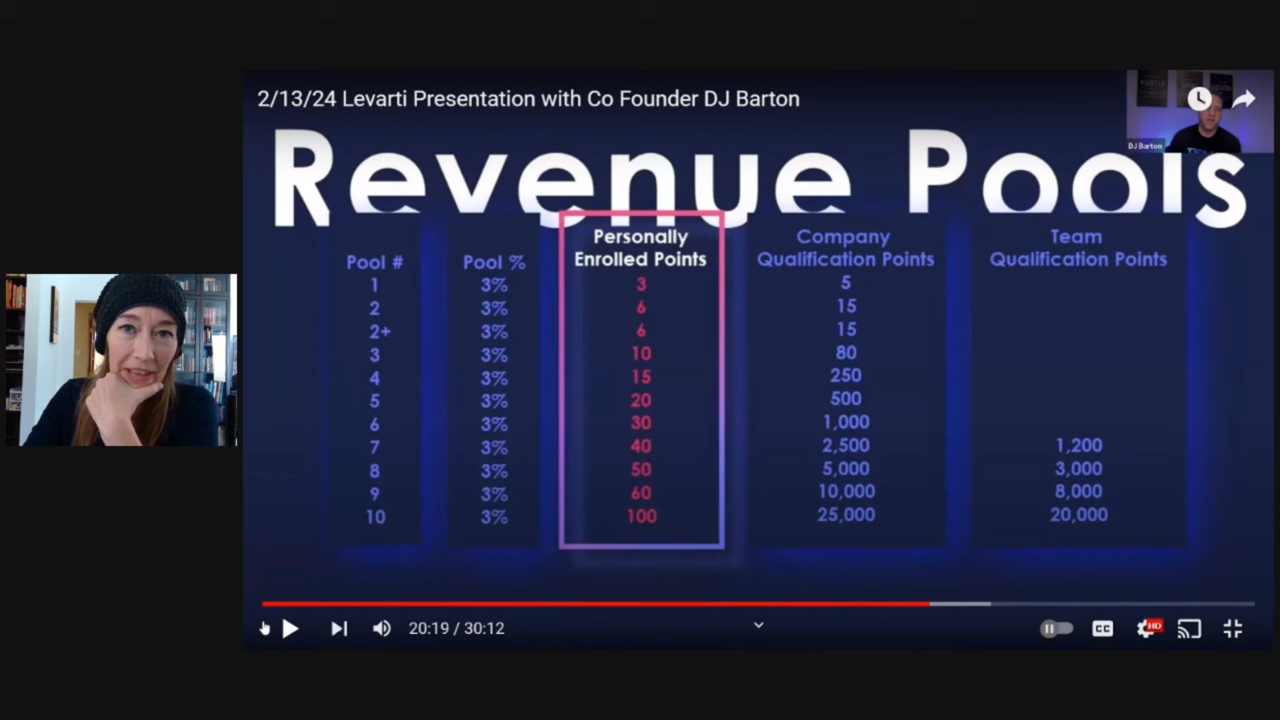 2/13/24 Levarti Presentation with Co Founder DJ Barton
DJ Barton
Revenue Pools
Pool # Pool % Personally Enrolled Points Company Qualification Points Team Qualification Points
1 3% 3 5
2 3% 6 15
2+ 3% 6 15
3 3% 10 80
4 3% 15 250
5 3% 20 500
6 3% 30 1,000
7 3% 40 2,500 1,200
8 3% 50 5,000 3,000
9 3% 60 10,000 8,000
10 3% 100 25,000 20,000
20:19 / 30:12
CC
HD